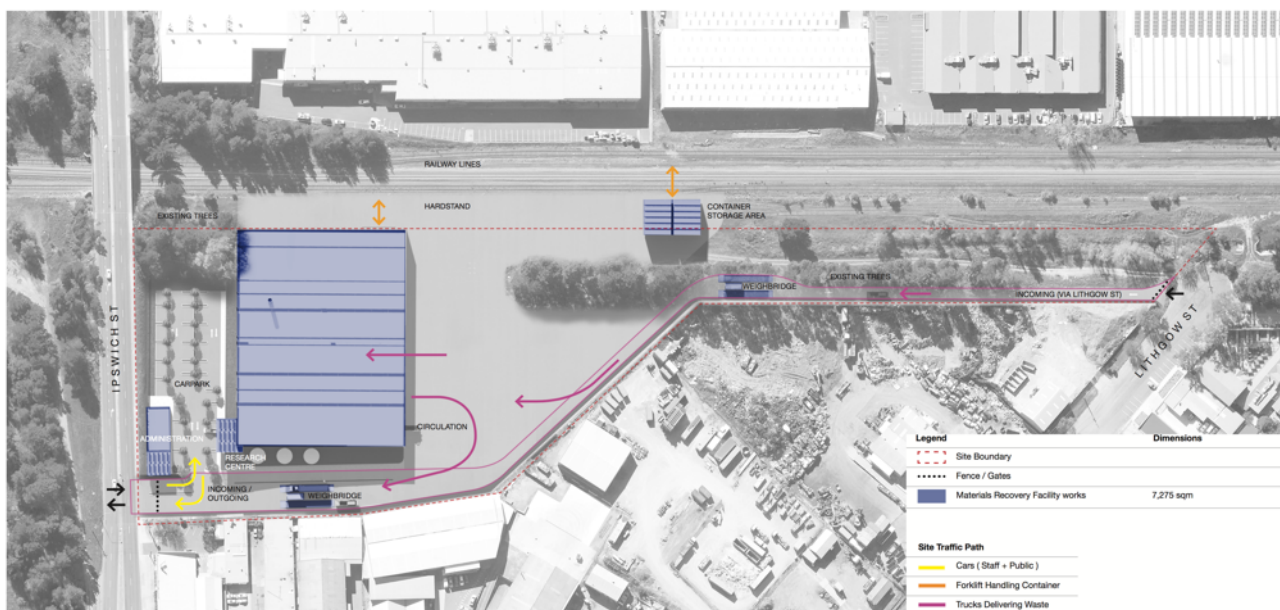 RAILWAY LINES
EXISTING TREES
HARDSTAND
CONTAINER
STORAGE AREA
EXISTING TREES
WEIGHBRIDGE
INCOMING (VIA LITHGOW ST)
IPSWICH ST
LITHGOW ST
CARPARK
ADMINISTRATION
RESEARCH
CENTRE
CIRCULATION
INCOMING /
OUTGOING
WEIGHBRIDGE
Legend Dimensions
Site Boundary
Fence / Gates
Materials Recovery Facility works 7,275 sqm
Site Traffic Path
Cars ( Staff + Public )
Forklift Handling Container
Trucks Delivering Waste